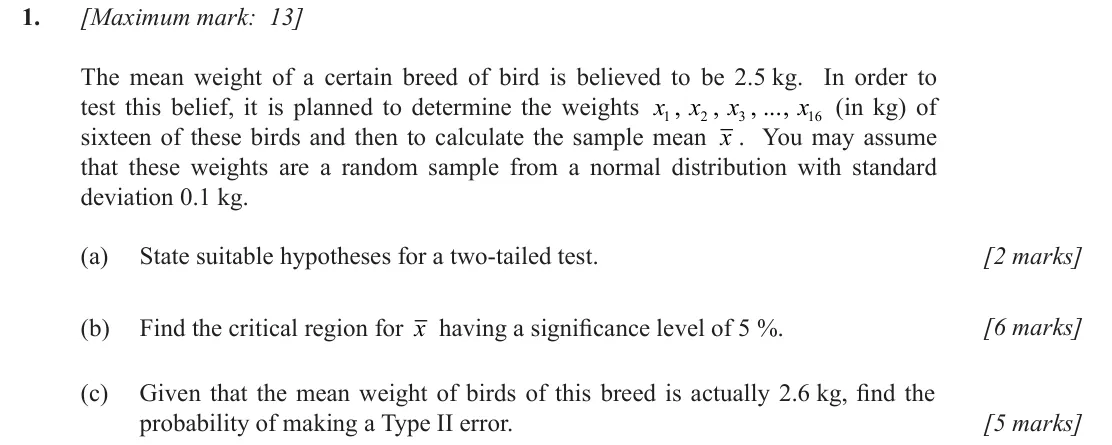 1. [Maximum mark: 13]
The mean weight of a certain breed of bird is believed to be 2.5 kg. In order to
test this belief, it is planned to determine the weights x₁, x₂, x₃, ..., x₁₆ (in kg) of
sixteen of these birds and then to calculate the sample mean x̄. You may assume
that these weights are a random sample from a normal distribution with standard
deviation 0.1 kg.
(a) State suitable hypotheses for a two-tailed test. [2 marks]
(b) Find the critical region for x̄ having a significance level of 5 %. [6 marks]
(c) Given that the mean weight of birds of this breed is actually 2.6 kg, find the
probability of making a Type II error. [5 marks]